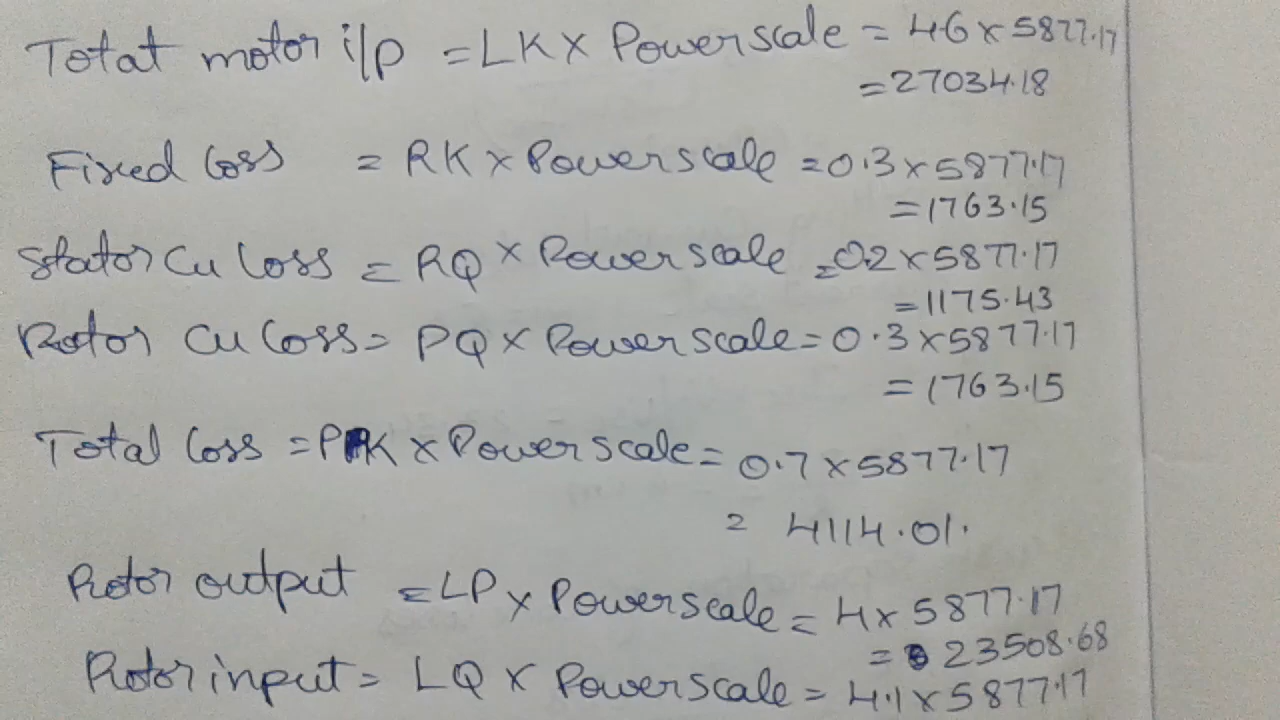 Totat motor i/p = LK x Powerscale = 4.6 x 5877.17
= 27034.18
Fixed loss = RK x Powerscale = 0.3 x 5877.17
= 1763.15
Stator Cu loss = RQ x Powerscale = 0.2 x 5877.17
= 1175.43
Rotor Cu loss = PQ x Powerscale = 0.3 x 5877.17
= 1763.15
Total loss = PK x Powerscale = 0.7 x 5877.17
= 4114.01.
Rotor output = LP x Powerscale = 4 x 5877.17
= 23508.68
Rotor input = LQ x Powerscale = 4.1 x 5877.17